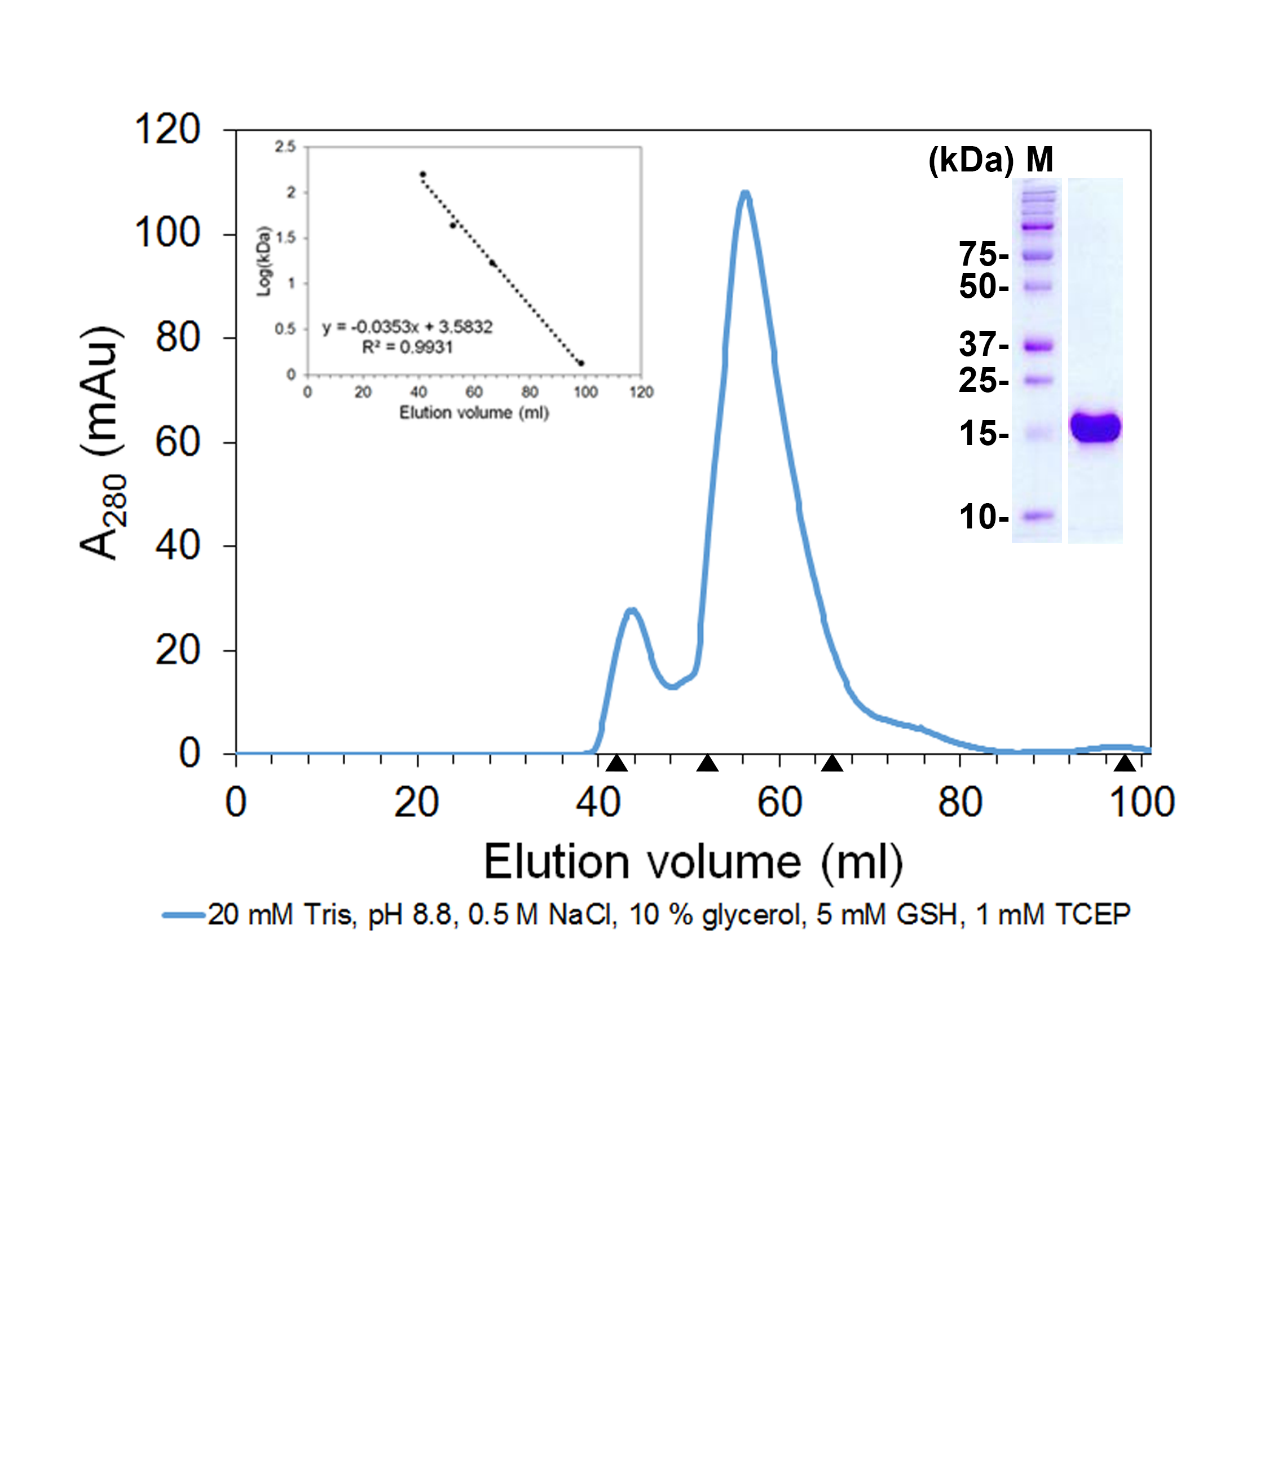 120
100
80
60
40
20
0
A280 (mAu)
0 20 40 60 80 100
Elution volume (ml)
20 mM Tris, pH 8.8, 0.5 M NaCl, 10 % glycerol, 5 mM GSH, 1 mM TCEP
2.5
2
1.5
1
0.5
0
Log(kDa)
y = -0.0353x + 3.5832
R² = 0.9931
0 20 40 60 80 100 120
Elution volume (ml)
(kDa) M
75-
50-
37-
25-
15-
10-